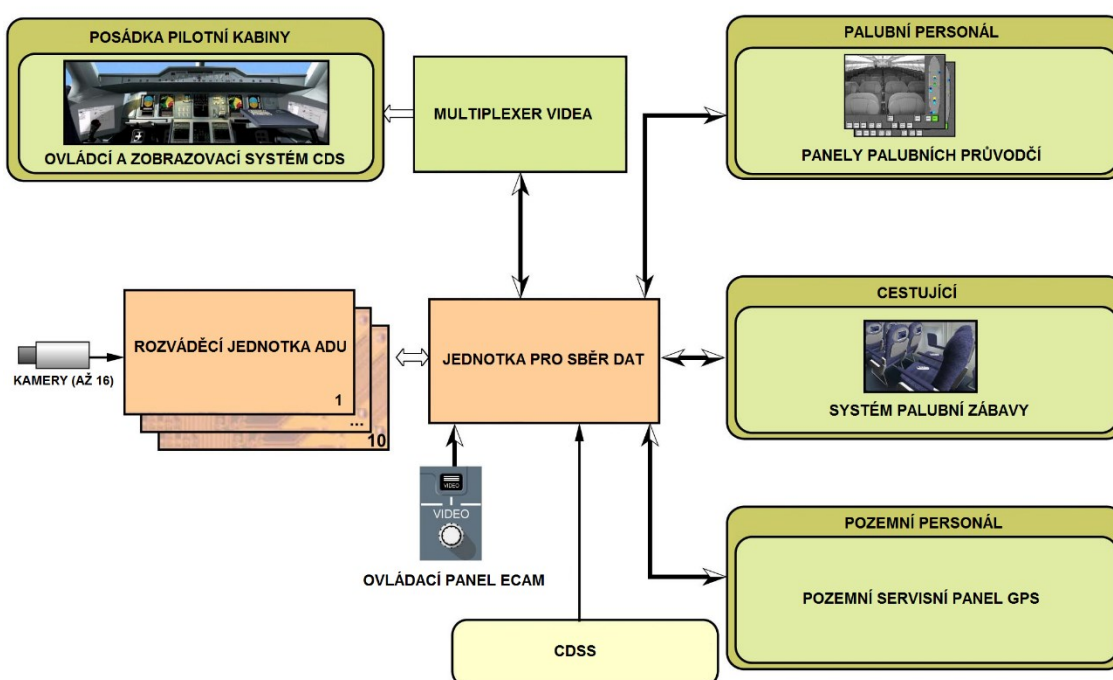 POSÁDKA PILOTNÍ KABINY
OVLÁDCÍ A ZOBRAZOVACÍ SYSTÉM CDS
MULTIPLEXER VIDEA
PALUBNÍ PERSONÁL
PANELY PALUBNÍCH PRŮVODČÍ
KAMERY (AŽ 16)
ROZVÁDĚCÍ JEDNOTKA ADU
1
...
10
JEDNOTKA PRO SBĚR DAT
CESTUJÍCÍ
SYSTÉM PALUBNÍ ZÁBAVY
VIDEO
VIDEO
OVLÁDACÍ PANEL ECAM
POZEMNÍ PERSONÁL
POZEMNÍ SERVISNÍ PANEL GPS
CDSS